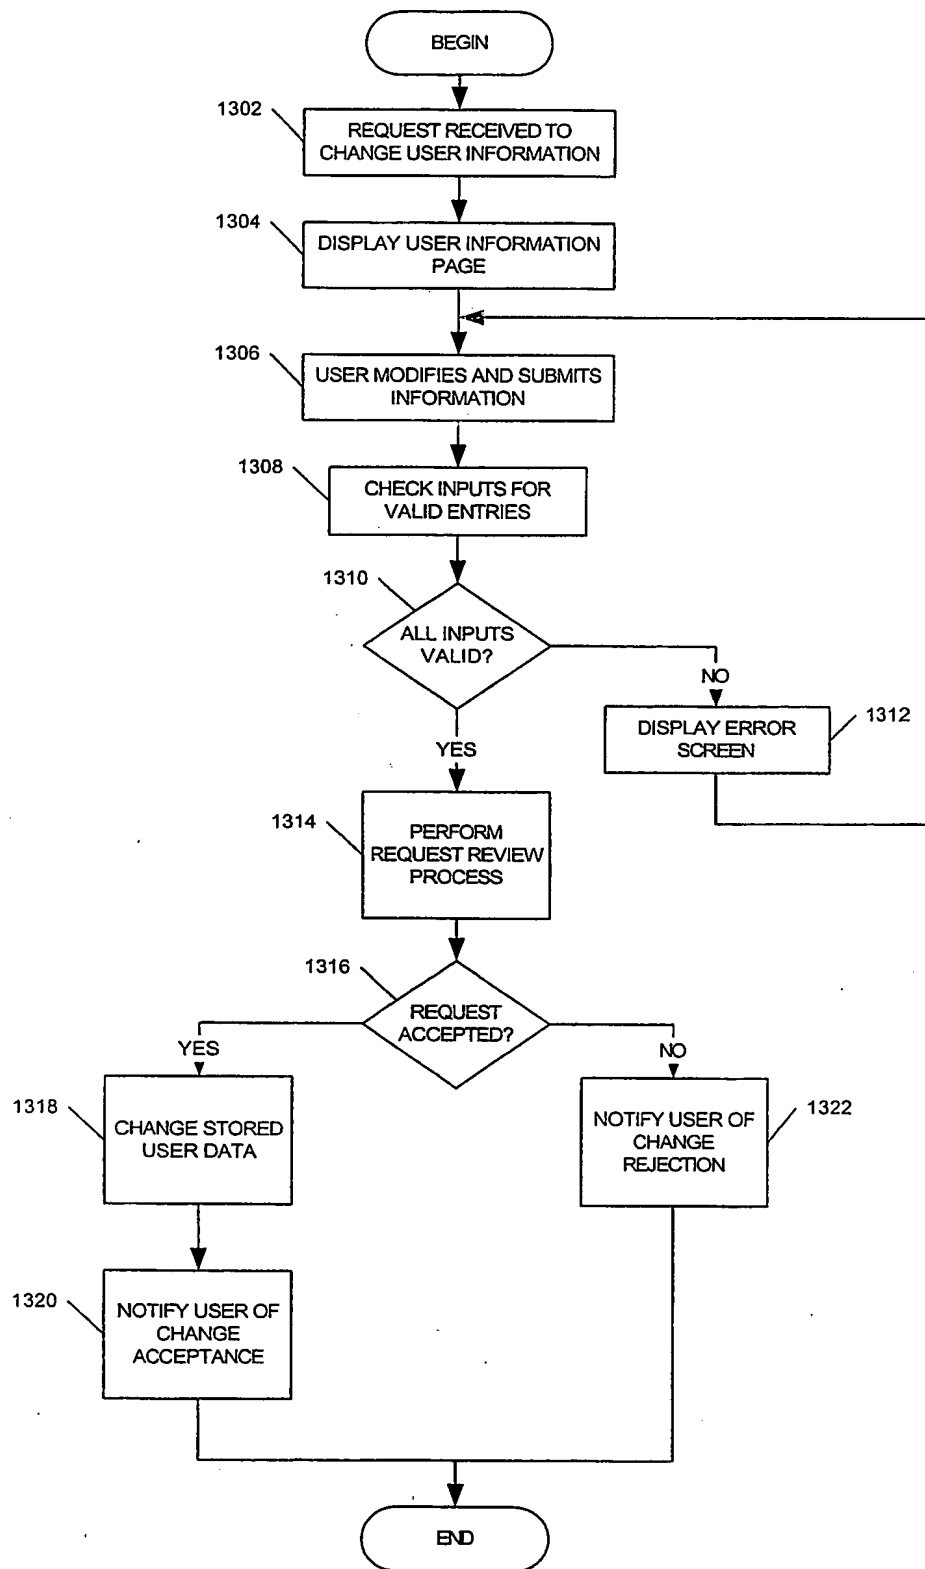 BEGIN
1302
REQUEST RECEIVED TO
CHANGE USER INFORMATION
1304
DISPLAY USER INFORMATION
PAGE
1306
USER MODIFIES AND SUBMITS
INFORMATION
1308
CHECK INPUTS FOR
VALID ENTRIES
1310
ALL INPUTS
VALID?
NO
1312
DISPLAY ERROR
SCREEN
YES
1314
PERFORM
REQUEST REVIEW
PROCESS
1316
REQUEST
ACCEPTED?
YES
NO
1318
CHANGE STORED
USER DATA
1322
NOTIFY USER OF
CHANGE
REJECTION
1320
NOTIFY USER OF
CHANGE
ACCEPTANCE
END